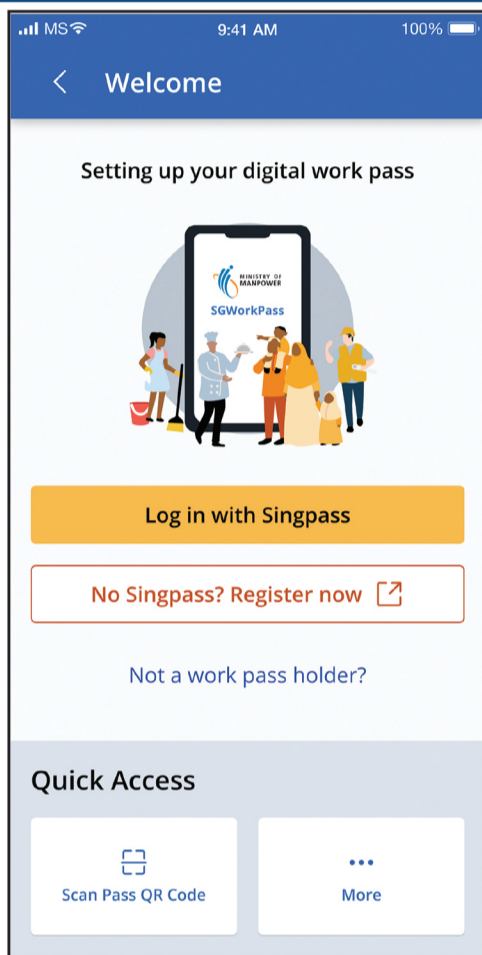 MS
9:41 AM
100%
Welcome
Setting up your digital work pass
MINISTRY OF
MANPOWER
SGWorkPass
Log in with Singpass
No Singpass? Register now
Not a work pass holder?
Quick Access
Scan Pass QR Code
More